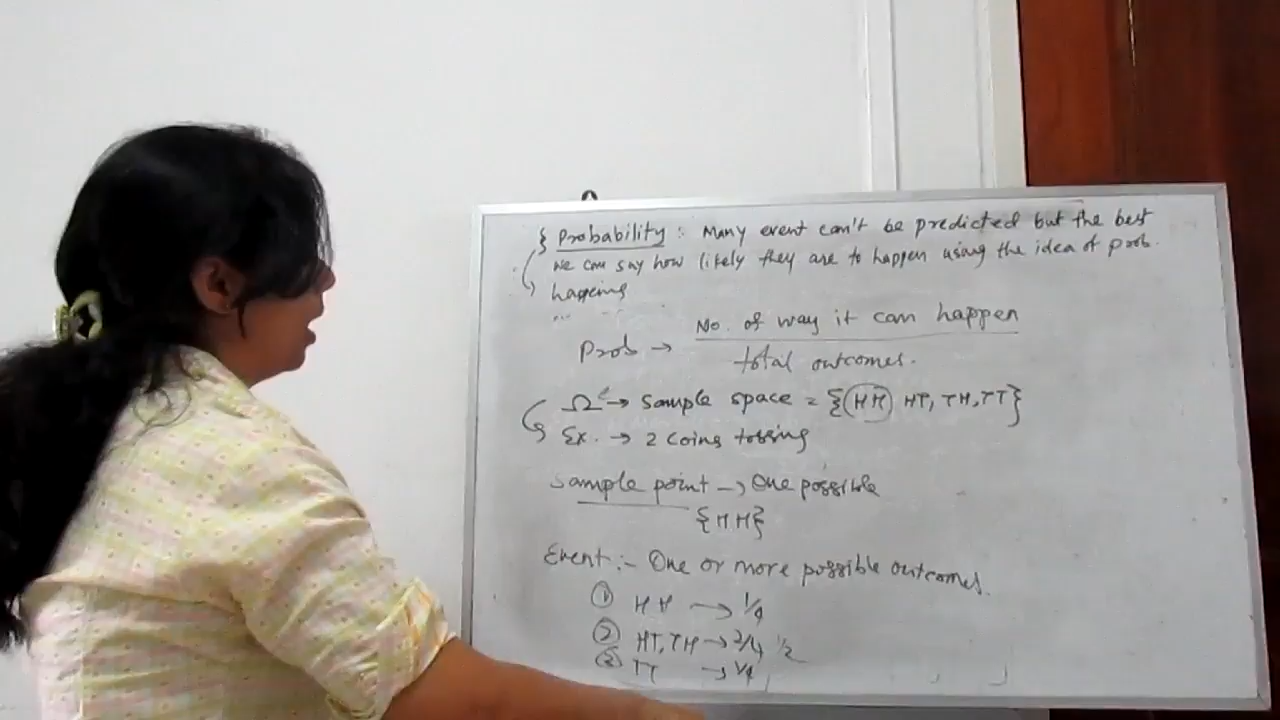 Probability : Many event can't be predicted but the best
we can say how likely they are to happen using the idea of prob.
happening
Prob → No. of way it can happen
total outcomes.
Ω → Sample space = {HH, HT, TH, TT}
Ex. → 2 coins tossing
Sample point → One possible
{HH}
Event :- One or more possible outcomes.
① HH → 1/4
② HT, TH → 2/4 1/2
③ TT → 1/4